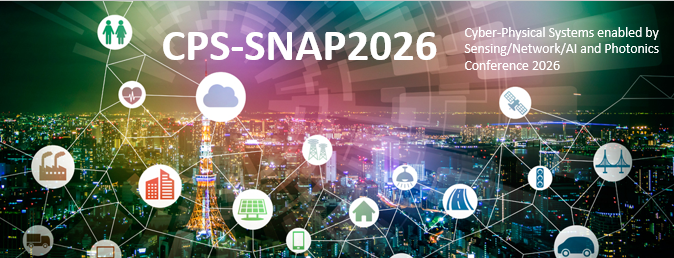 CPS-SNAP2026
Cyber-Physical Systems enabled by
Sensing/Network/AI and Photonics
Conference 2026